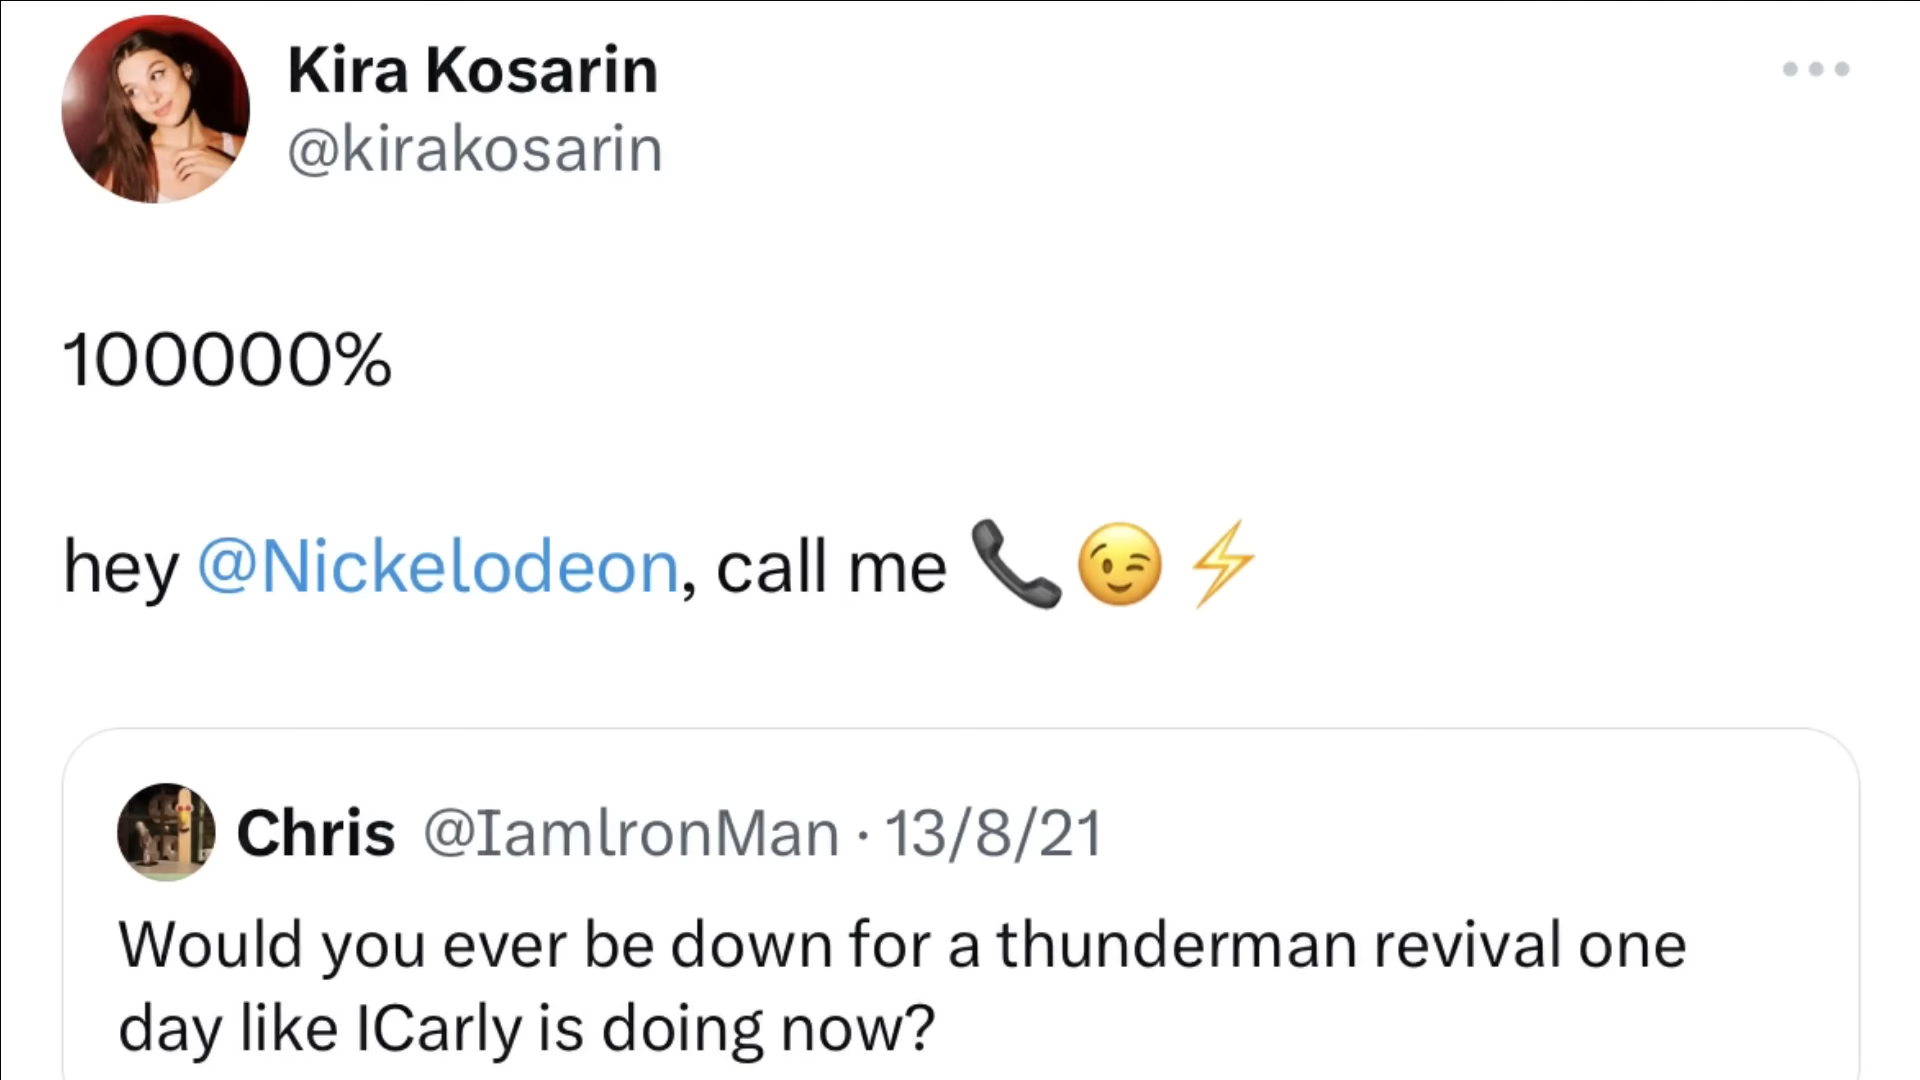 Kira Kosarin
@kirakosarin
100000%
hey @Nickelodeon, call me 📞😉⚡
Chris @IamlronMan · 13/8/21
Would you ever be down for a thunderman revival one
day like ICarly is doing now?